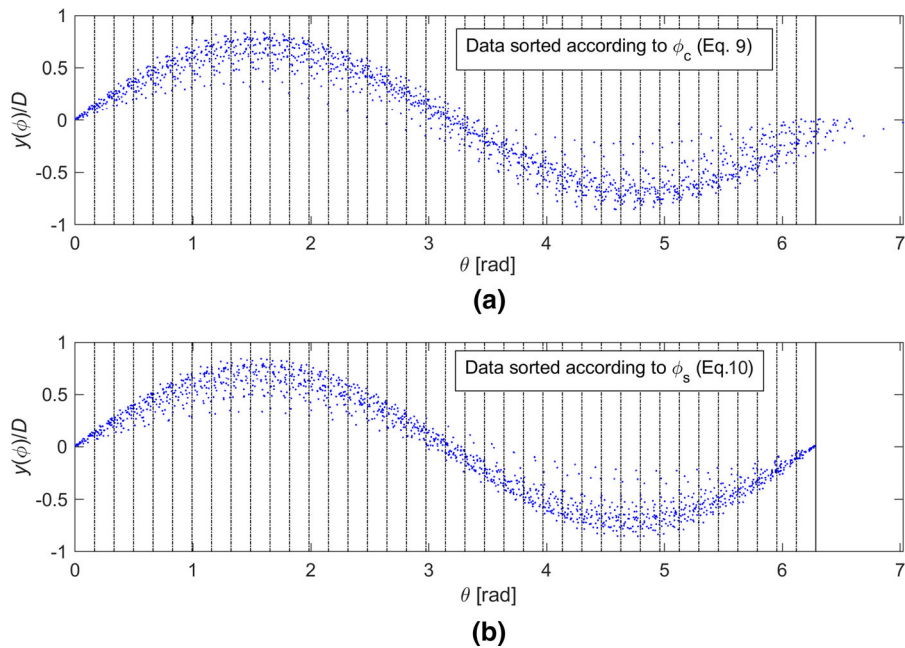 1
0.5
0
-0.5
-1
y(ϕ)/D
Data sorted according to ϕ_c (Eq. 9)
0 1 2 3 4 5 6 7
θ [rad]
(a)
1
0.5
0
-0.5
-1
y(ϕ)/D
Data sorted according to ϕ_s (Eq.10)
0 1 2 3 4 5 6 7
θ [rad]
(b)